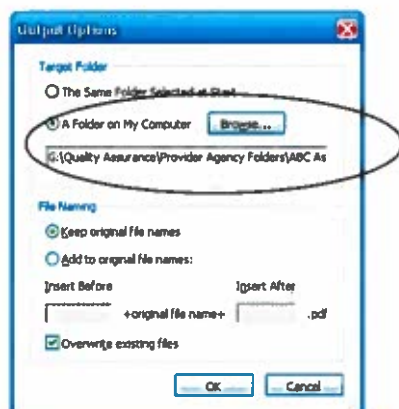 Output Options
Target Folder
The Same Folder Selected at Start
A Folder on My Computer Browse...
G:\Quality Assurance\Provider Agency Folders\ABC As
File Naming
Keep original file names
Add to original file names:
Insert Before Insert After
+original file name+ .pdf
Overwrite existing files
OK Cancel